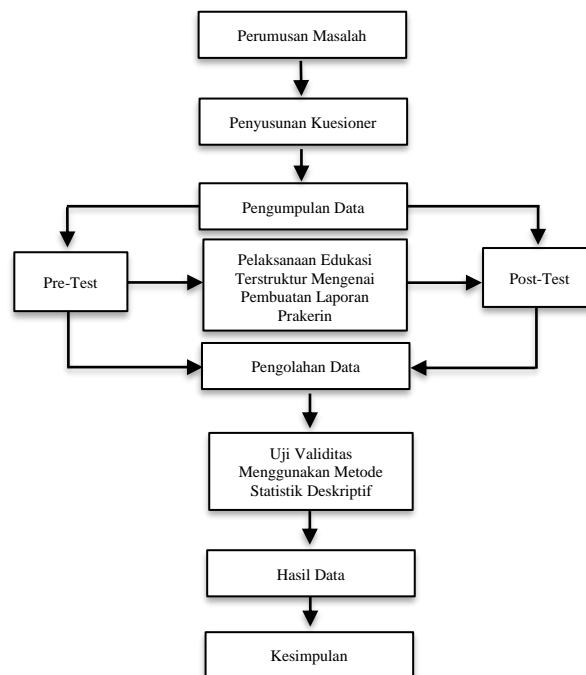 Perumusan Masalah
Penyusunan Kuesioner
Pengumpulan Data
Pre-Test
Pelaksanaan Edukasi
Terstruktur Mengenai
Pembuatan Laporan
Prakerin
Post-Test
Pengolahan Data
Uji Validitas
Menggunakan Metode
Statistik Deskriptif
Hasil Data
Kesimpulan